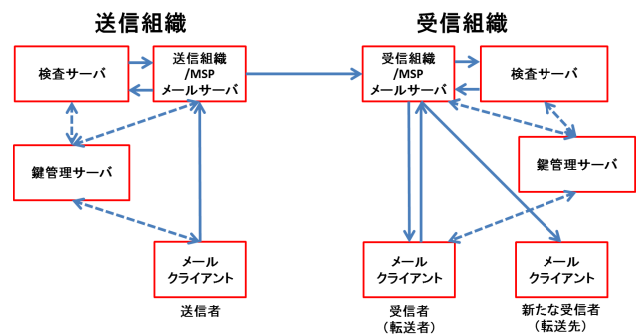 送信組織
受信組織
検査サーバ
送信組織
/MSP
メールサーバ
受信組織
/MSP
メールサーバ
検査サーバ
鍵管理サーバ
鍵管理サーバ
メール
クライアント
メール
クライアント
メール
クライアント
送信者
受信者
（転送者）
新たな受信者
（転送先）